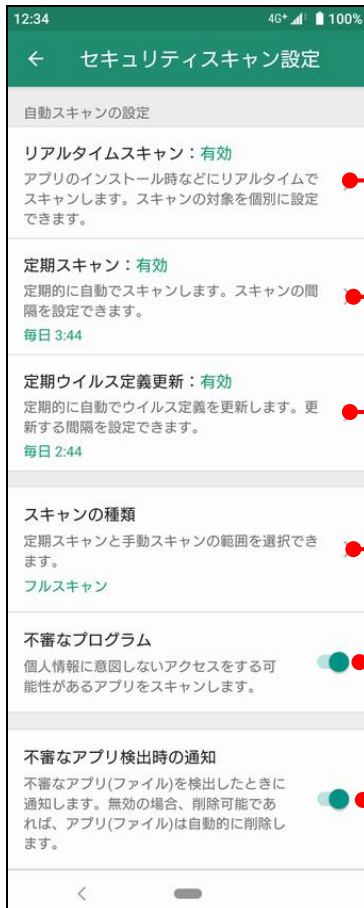 12:34 4G+ 100%
セキュリティスキャン設定
自動スキャンの設定
リアルタイムスキャン：有効
アプリのインストール時などにリアルタイムで
スキャンします。スキャンの対象を個別に設定
できます。
定期スキャン：有効
定期的に自動でスキャンします。スキャンの間
隔を設定できます。
毎日 3:44
定期ウイルス定義更新：有効
定期的に自動でウイルス定義を更新します。更
新する間隔を設定できます。
毎日 2:44
スキャンの種類
定期スキャンと手動スキャンの範囲を選択でき
ます。
フルスキャン
不審なプログラム
個人情報に意図しないアクセスをする可
能性があるアプリをスキャンします。
不審なアプリ検出時の通知
不審なアプリ(ファイル)を検出したときに
通知します。無効の場合、削除可能であ
れば、アプリ(ファイル)は自動的に削除し
ます。